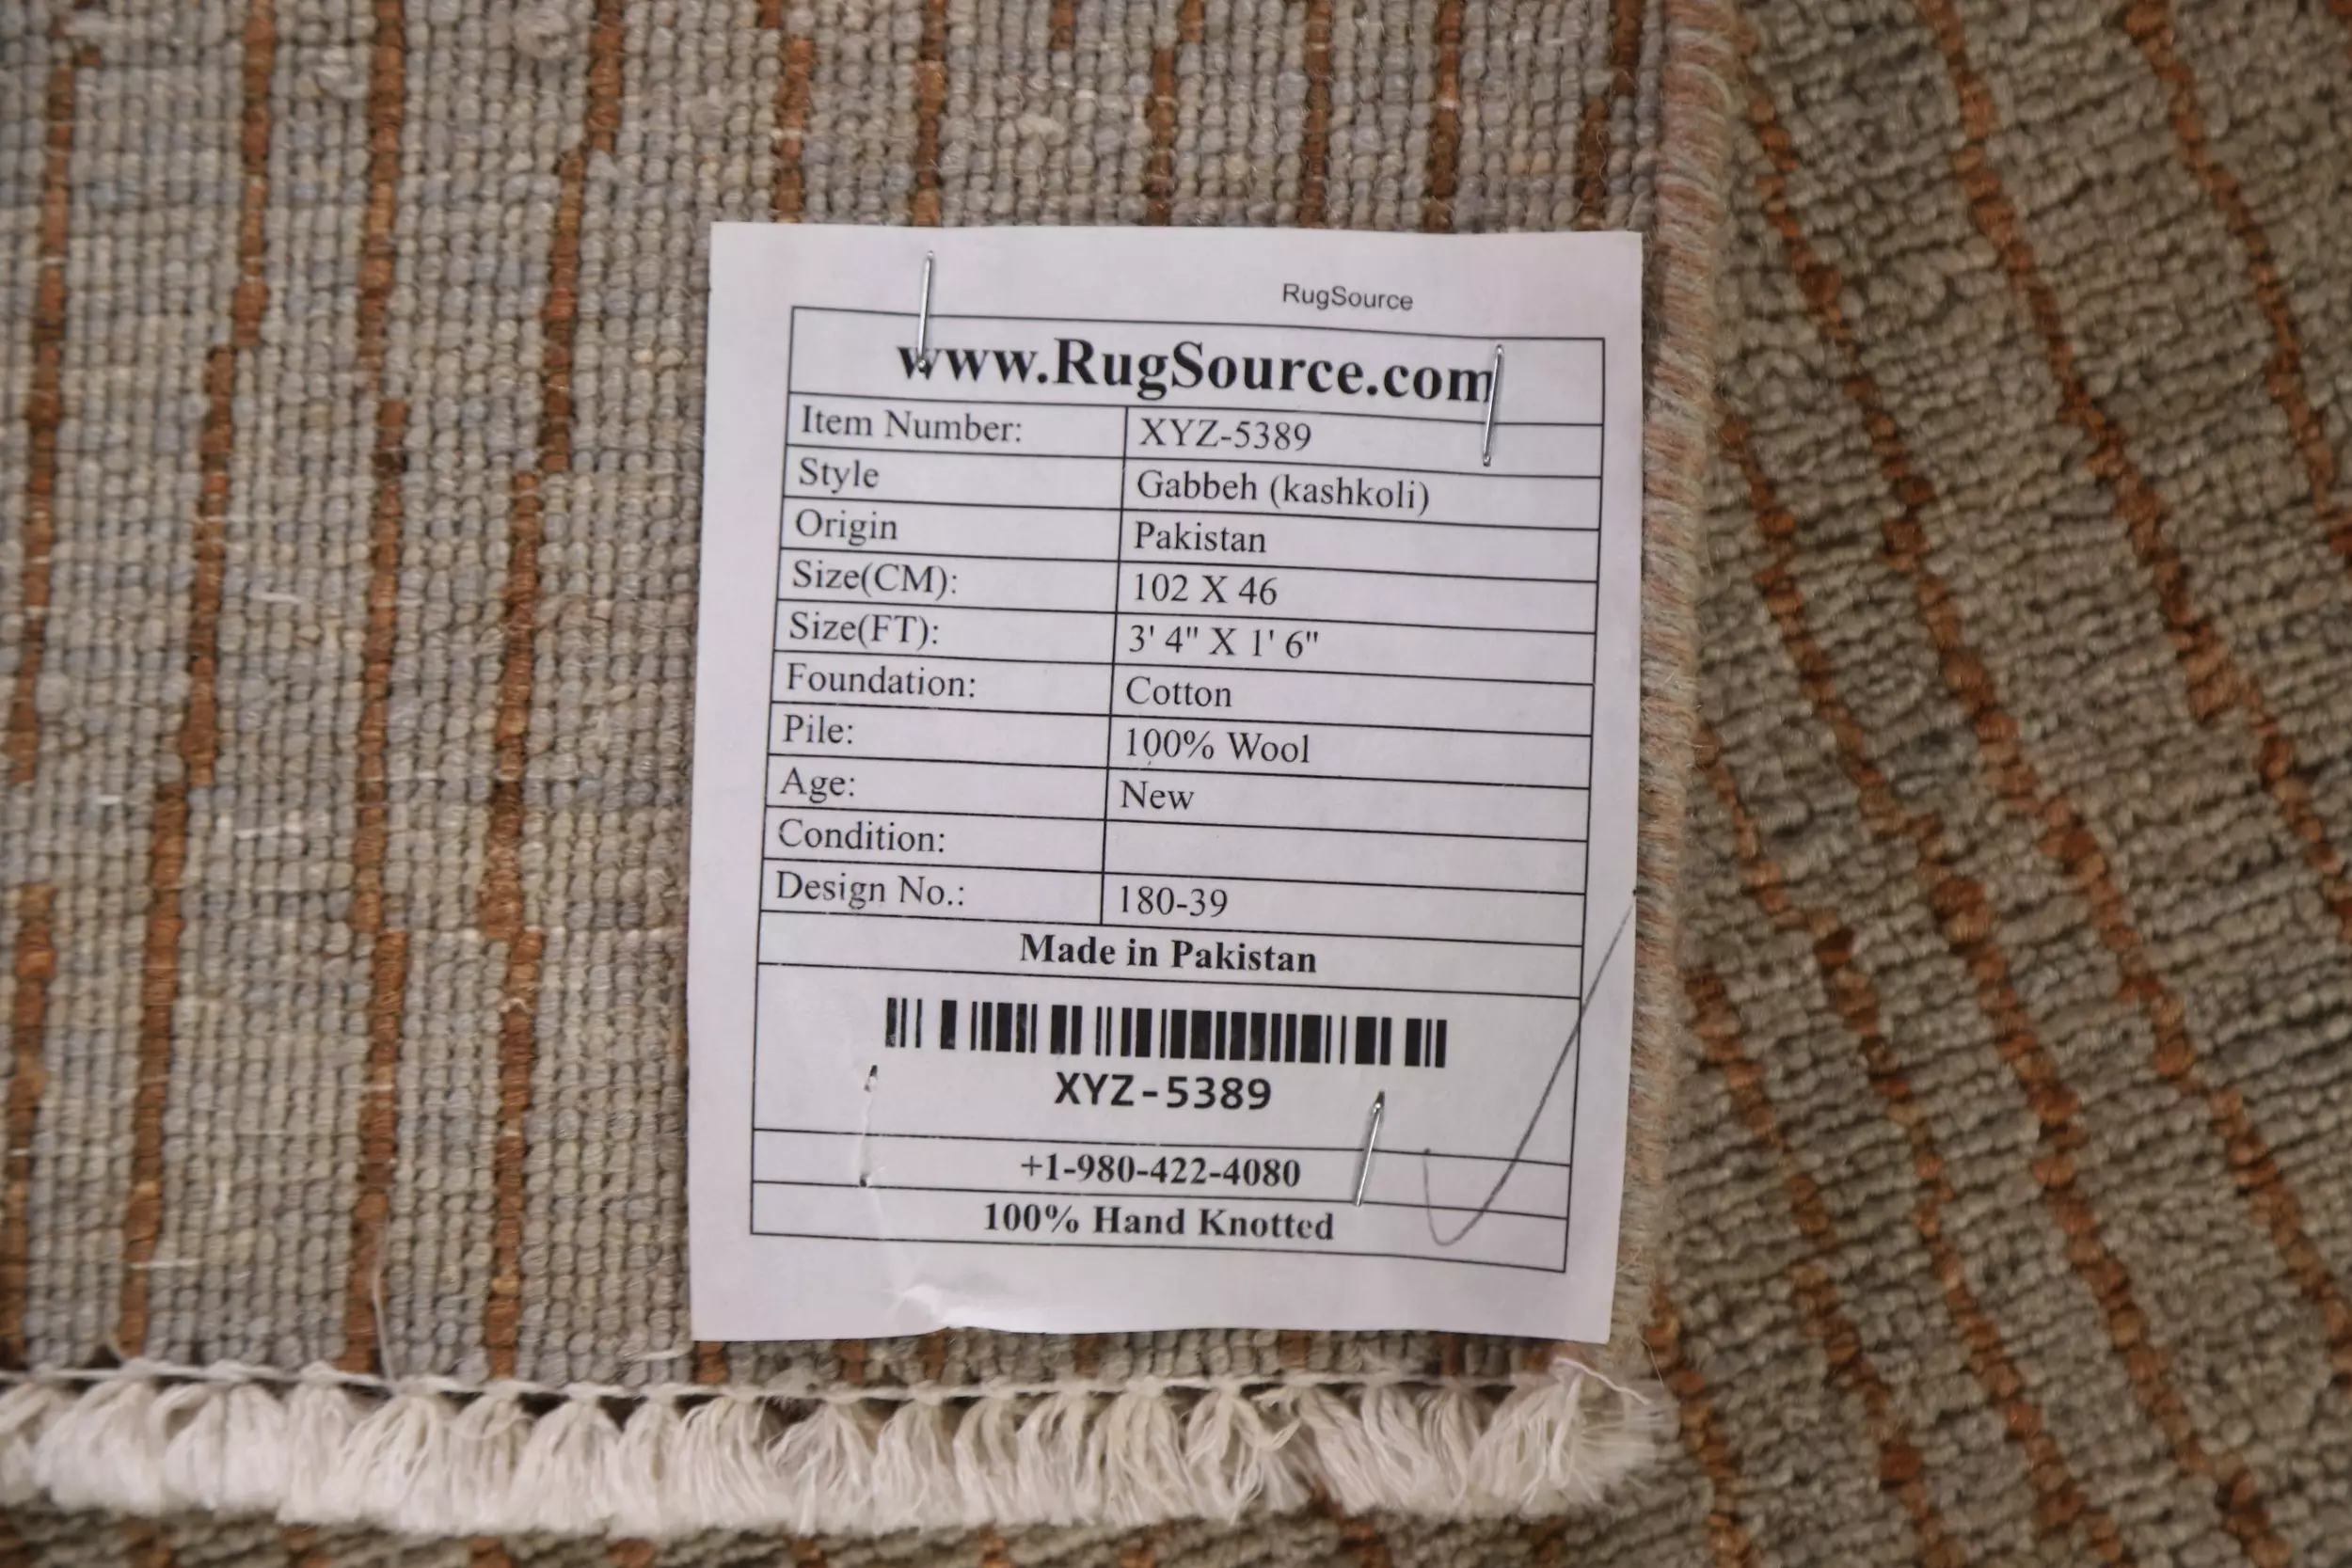 RugSource
www.RugSource.com
Item Number: XYZ-5389
Style Gabbeh (kashkoli)
Origin Pakistan
Size(CM): 102 X 46
Size(FT): 3' 4" X 1' 6"
Foundation: Cotton
Pile: 100% Wool
Age: New
Condition:
Design No.: 180-39
Made in Pakistan
XYZ-5389
+1-980-422-4080
100% Hand Knotted